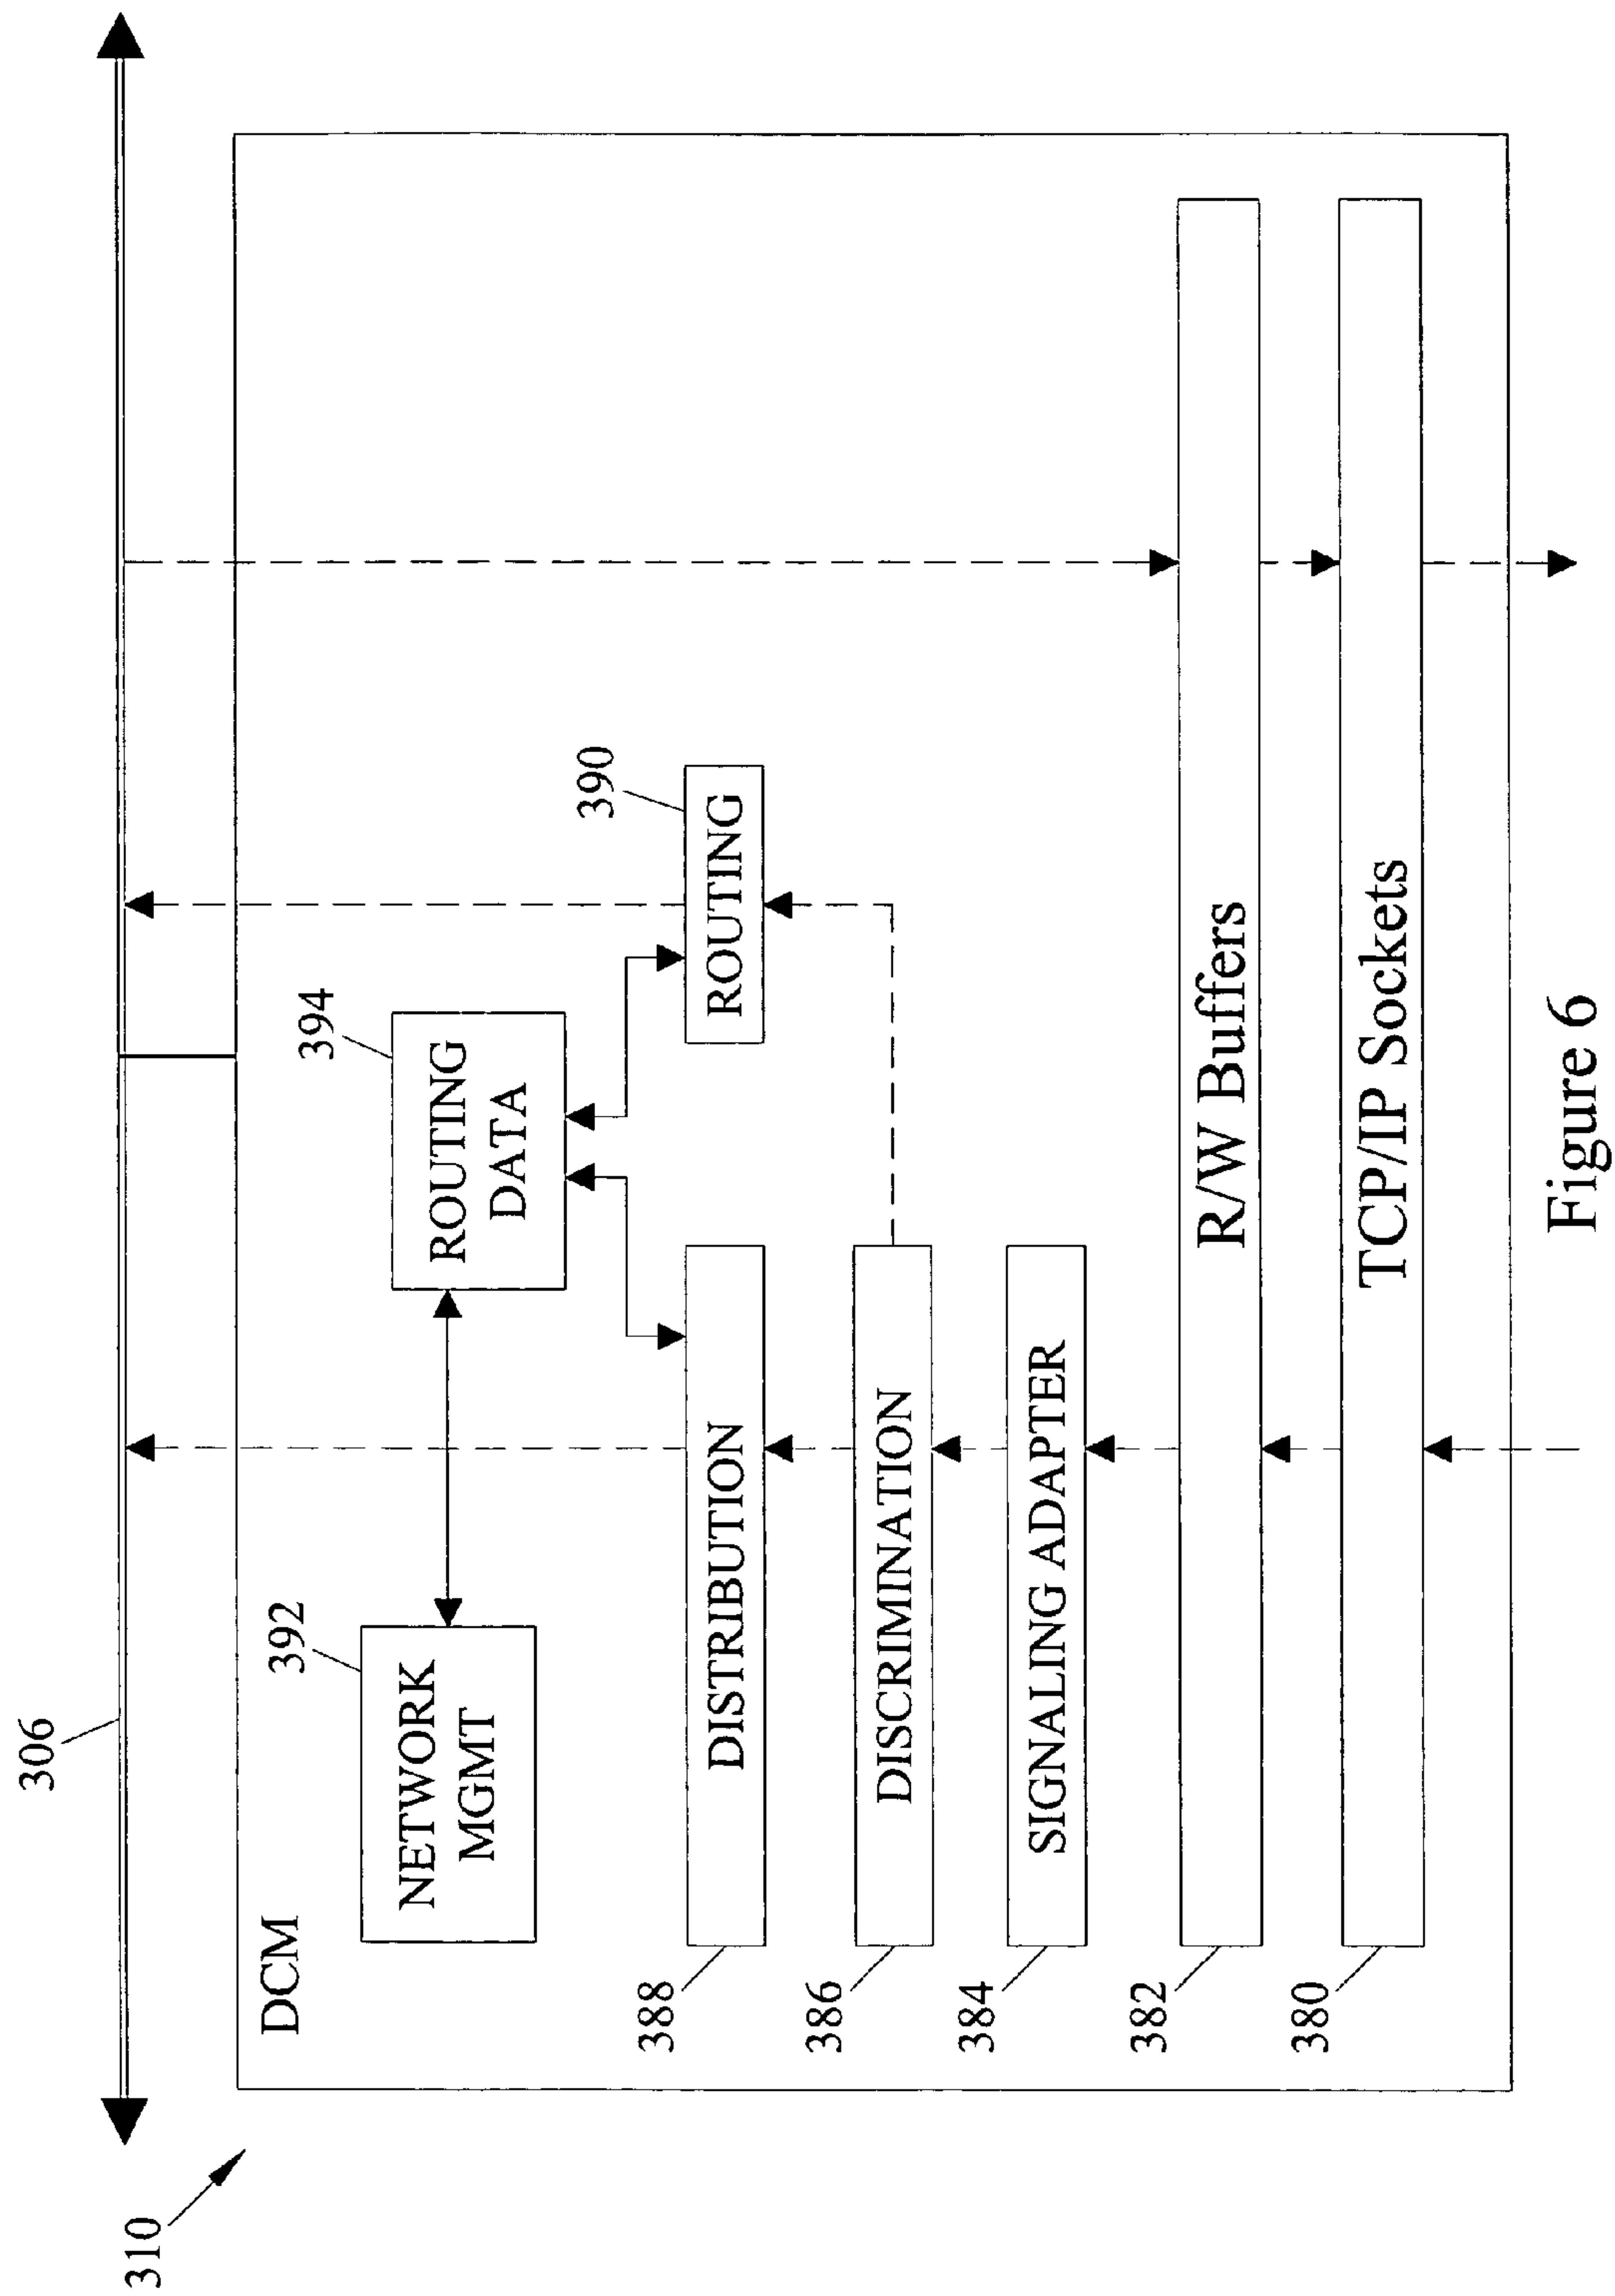 310
306
DCM
392
NETWORK
MGMT
394
ROUTING
DATA
390
ROUTING
388
DISTRIBUTION
386
DISCRIMINATION
384
SIGNALING ADAPTER
382
R/W Buffers
380
TCP/IP Sockets
Figure 6